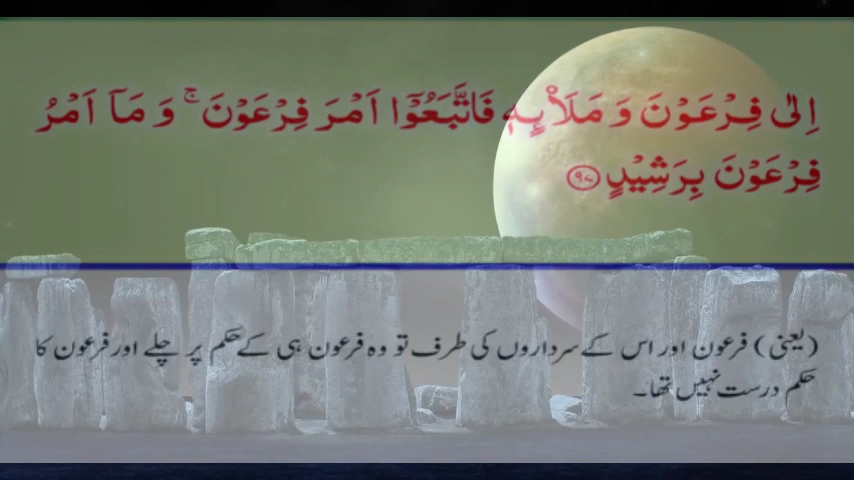 اِلٰى فِرْعَوْنَ وَ مَلَا۟ىِٕهٖ فَاتَّبَعُوْۤا اَمْرَ فِرْعَوْنَ ۚ وَ مَاۤ اَمْرُ
فِرْعَوْنَ بِرَشِیْدٍ ﴿۹۷﴾
(یعنی) فرعون اور اس کے سرداروں کی طرف تو وہ فرعون ہی کے حکم پر چلے اور فرعون کا
حکم درست نہیں تھا۔